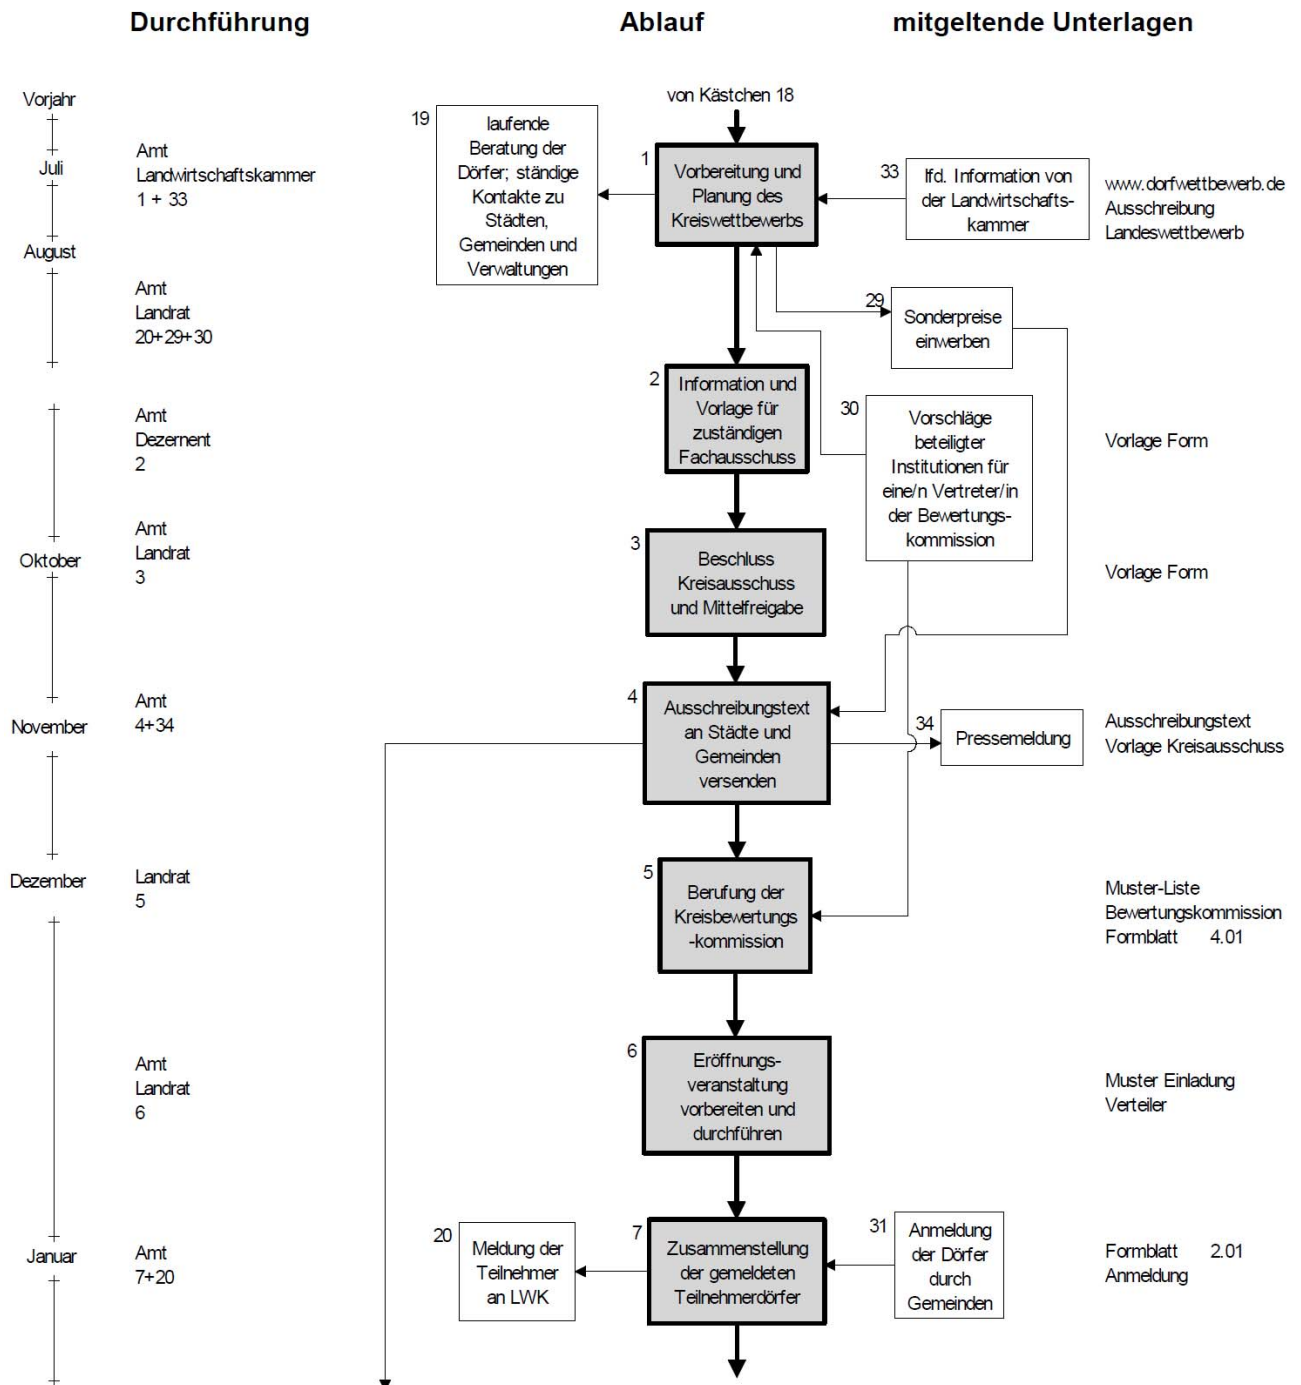 Durchführung
Ablauf
mitgeltende Unterlagen
Vorjahr
Juli
August
Oktober
November
Dezember
Januar
Amt
Landwirtschaftskammer
1 + 33
Amt
Landrat
20+29+30
Amt
Dezernent
2
Amt
Landrat
3
Amt
4+34
Landrat
5
Amt
Landrat
6
Amt
7+20
von Kästchen 18
19
laufende
Beratung der
Dörfer; ständige
Kontakte zu
Städten,
Gemeinden und
Verwaltungen
1
Vorbereitung und
Planung des
Kreiswettbewerbs
33
lfd. Information von
der Landwirtschafts-
kammer
29
Sonderpreise
einwerben
2
Information und
Vorlage für
zuständigen
Fachausschuss
30
Vorschläge
beteiligter
Institutionen für
eine/n Vertreter/in
der Bewertungs-
kommission
3
Beschluss
Kreisausschuss
und Mittelfreigabe
4
Ausschreibungstext
an Städte und
Gemeinden
versenden
34
Pressemeldung
5
Berufung der
Kreisbewertungs
-kommission
6
Eröffnungs-
veranstaltung
vorbereiten und
durchführen
20
Meldung der
Teilnehmer
an LWK
7
Zusammenstellung
der gemeldeten
Teilnehmerdörfer
31
Anmeldung
der Dörfer
durch
Gemeinden
www.dorfwettbewerb.de
Ausschreibung
Landeswettbewerb
Vorlage Form
Vorlage Form
Ausschreibungstext
Vorlage Kreisausschuss
Muster-Liste
Bewertungskommission
Formblatt 4.01
Muster Einladung
Verteiler
Formblatt 2.01
Anmeldung